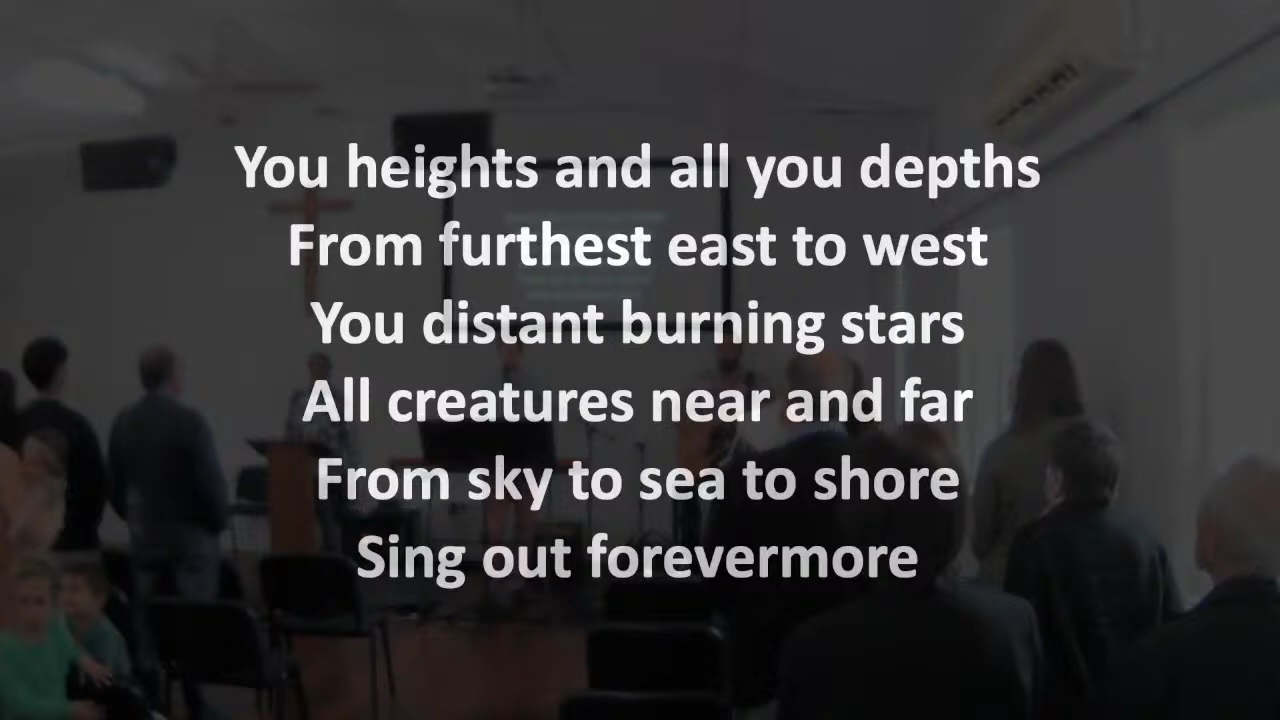 You heights and all you depths
From furthest east to west
You distant burning stars
All creatures near and far
From sky to sea to shore
Sing out forevermore